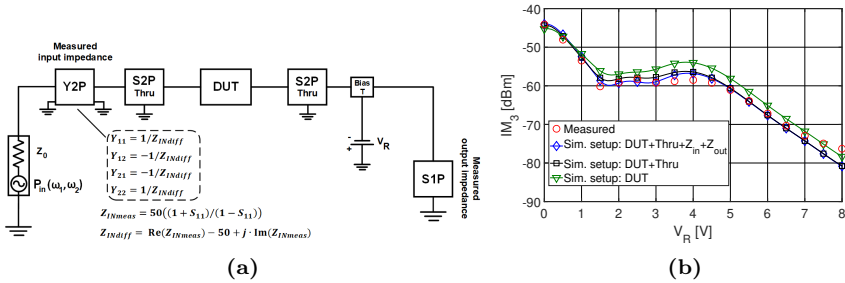 Measured
input impedance
Y2P
S2P
Thru
DUT
S2P
Thru
Bias
T
V_R
-
+
Z_0
P_in(ω_1,ω_2)
Y_11 = 1/Z_INdiff
Y_12 = −1/Z_INdiff
Y_21 = −1/Z_INdiff
Y_22 = 1/Z_INdiff
Z_INmeas = 50((1 + S_11)/(1 − S_11))
Z_INdiff = Re(Z_INmeas) − 50 + j · Im(Z_INmeas)
S1P
Measured
output impedance
(a)
IM_3 [dBm]
-40
-50
-60
-70
-80
-90
Measured
Sim. setup: DUT+Thru+Z_in+Z_out
Sim. setup: DUT+Thru
Sim. setup: DUT
0 1 2 3 4 5 6 7 8
V_R [V]
(b)